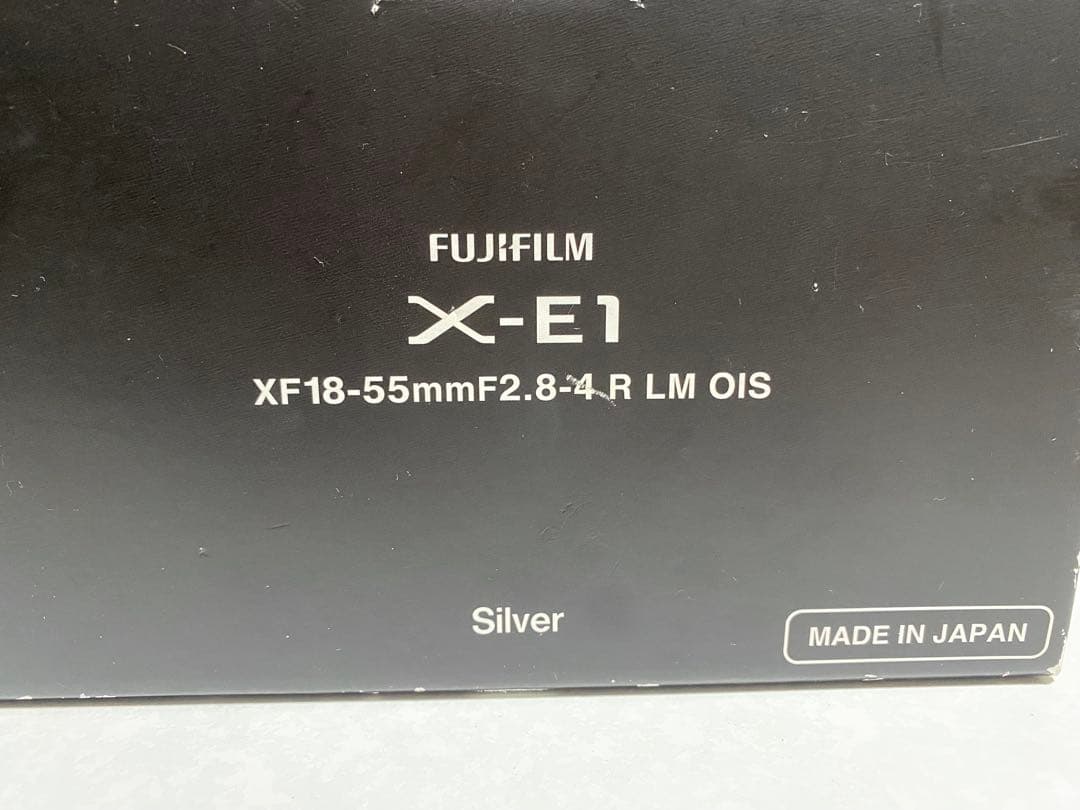 FUJIFILM
X-E1
XF18-55mmF2.8-4 R LM OIS
Silver
MADE IN JAPAN